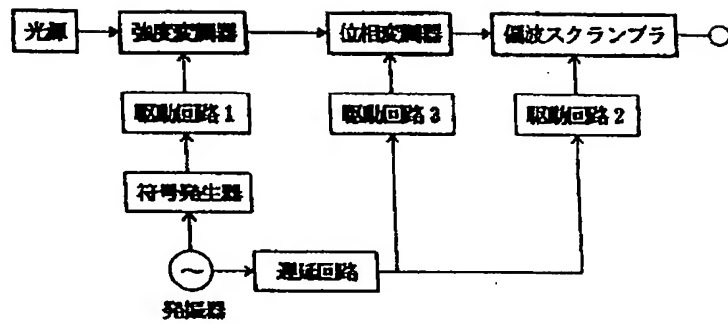 光源
強度変調器
位相変調器
偏波スクランブラ
駆動回路1
駆動回路3
駆動回路2
符号発生器
遅延回路
発振器